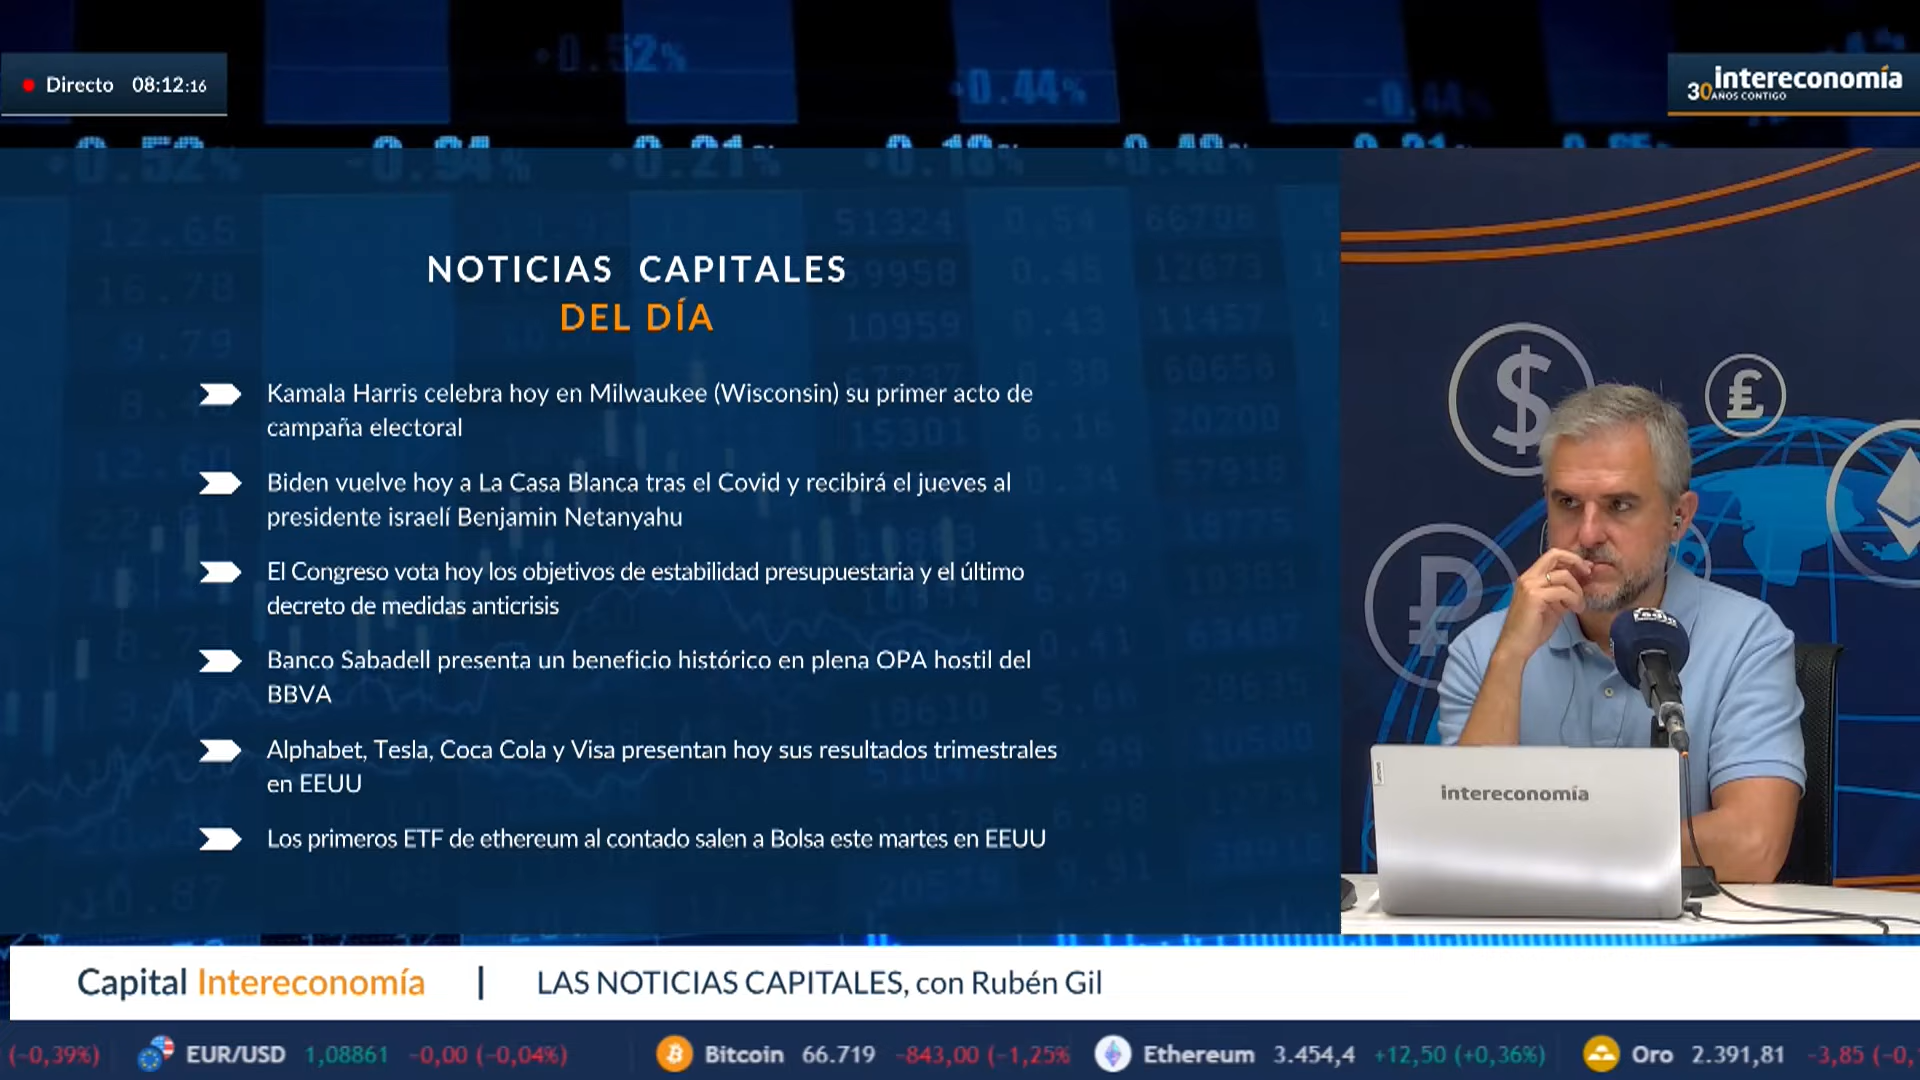 Directo 08:12:16
30 AÑOS CONTIGO intereconomía
NOTICIAS CAPITALES
DEL DÍA
Kamala Harris celebra hoy en Milwaukee (Wisconsin) su primer acto de
campaña electoral
Biden vuelve hoy a La Casa Blanca tras el Covid y recibirá el jueves al
presidente israelí Benjamin Netanyahu
El Congreso vota hoy los objetivos de estabilidad presupuestaria y el último
decreto de medidas anticrisis
Banco Sabadell presenta un beneficio histórico en plena OPA hostil del
BBVA
Alphabet, Tesla, Coca Cola y Visa presentan hoy sus resultados trimestrales
en EEUU
Los primeros ETF de ethereum al contado salen a Bolsa este martes en EEUU
intereconomía
Capital Intereconomía | LAS NOTICIAS CAPITALES, con Rubén Gil
(-0,39%) EUR/USD 1,08861 -0,00 (-0,04%) Bitcoin 66.719 -843,00 (-1,25% Ethereum 3.454,4 +12,50 (+0,36%) Oro 2.391,81 -3,85 (-0,